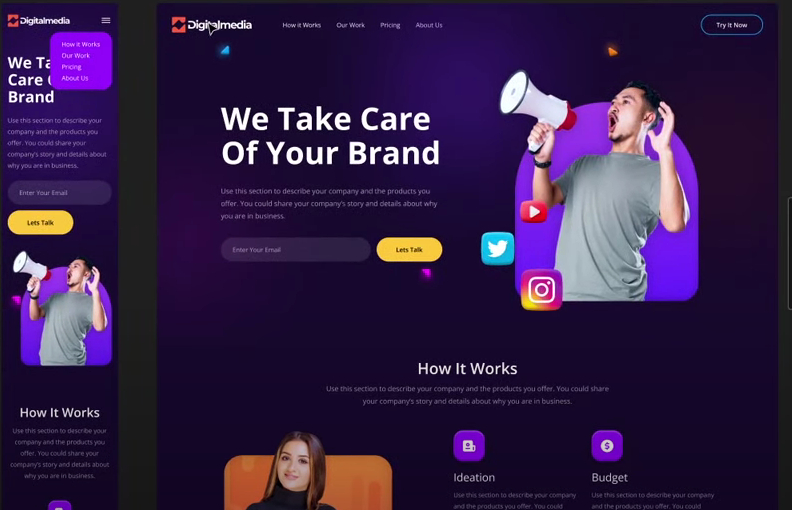 Digitalmedia
How it Works
Our Work
Pricing
About Us
We Ta
Care
Brand
Use this section to describe your
company and the products you
offer. You could share your
company's story and details about
why you are in business.
Enter Your Email
Lets Talk
How It Works
Use this section to describe your
company and the products you
offer. You could share your
company's story and details about
why you are in business.
Digitalmedia
How it Works
Our Work
Pricing
About Us
Try It Now
We Take Care
Of Your Brand
Use this section to describe your company and the products you
offer. You could share your company's story and details about why
you are in business.
Enter Your Email
Lets Talk
How It Works
Use this section to describe your company and the products you offer. You could share
your company's story and details about why you are in business.
Ideation
Use this section to describe your company
and the products you offer. You could
Budget
Use this section to describe your company
and the products you offer. You could